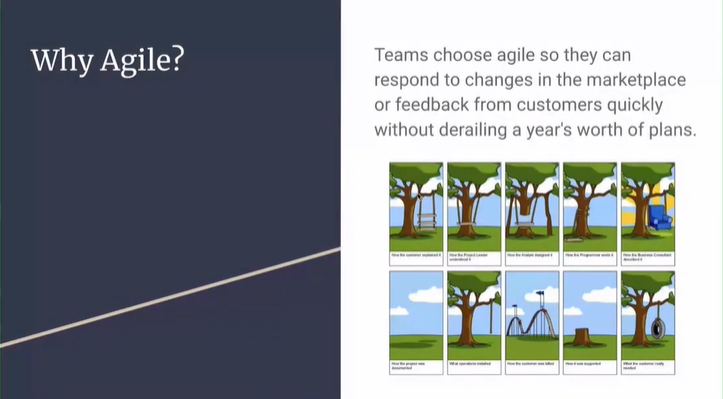 Why Agile?
Teams choose agile so they can
respond to changes in the marketplace
or feedback from customers quickly
without derailing a year's worth of plans.
How the customer explained it
How the Project Leader
understood it
How the Analyst designed it
How the Programmer wrote it
How the Business Consultant
described it
How the project was
documented
What operations installed
How the customer was billed
How it was supported
What the customer really
needed